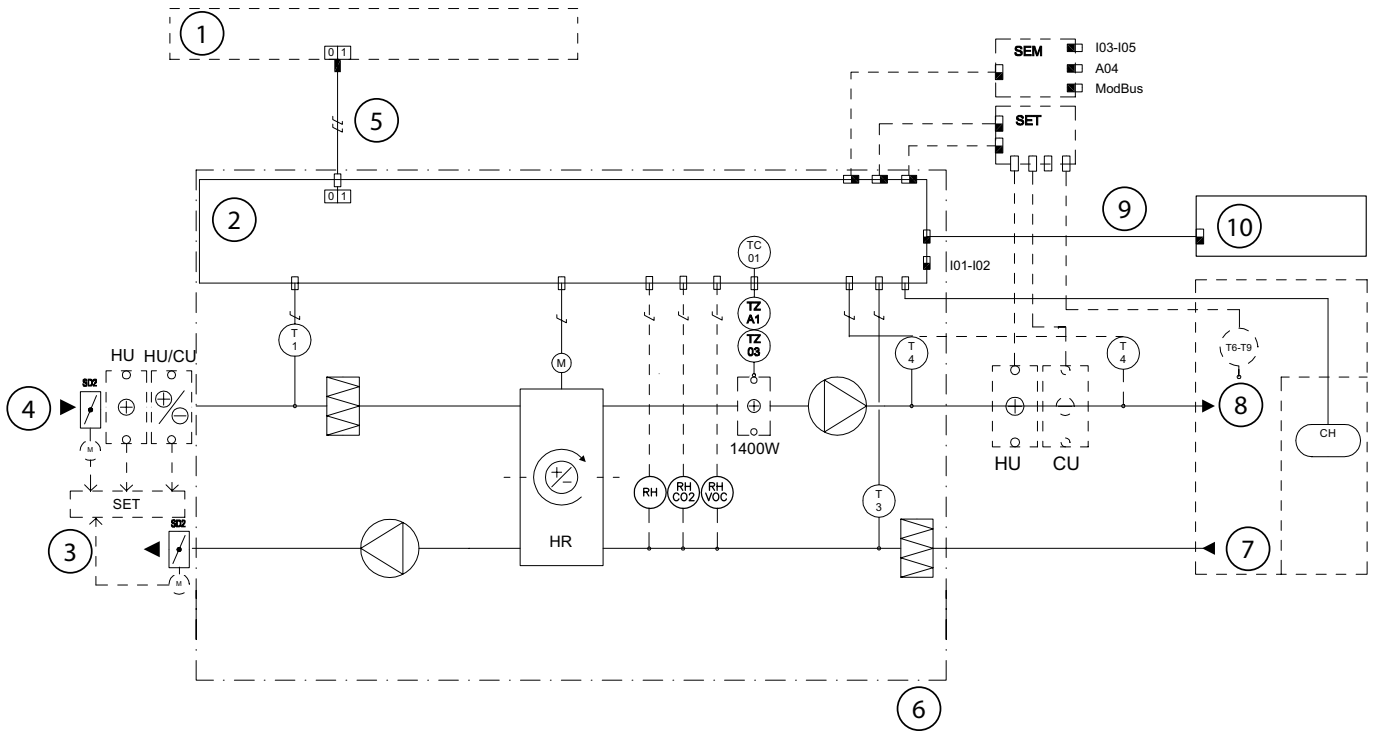 1
0 1
SEM
I03-I05
A04
ModBus
5
SET
0 1
2
9
10
TC
01
I01-I02
T
1
TZ
A1
TZ
03
HU
HU/CU
M
T
4
T
4
T6-T9
SD2
4
8
M
1400W
HU
CU
CH
SET
RH
RH
CO2
RH
VOC
T
3
SD2
3
HR
7
M
6